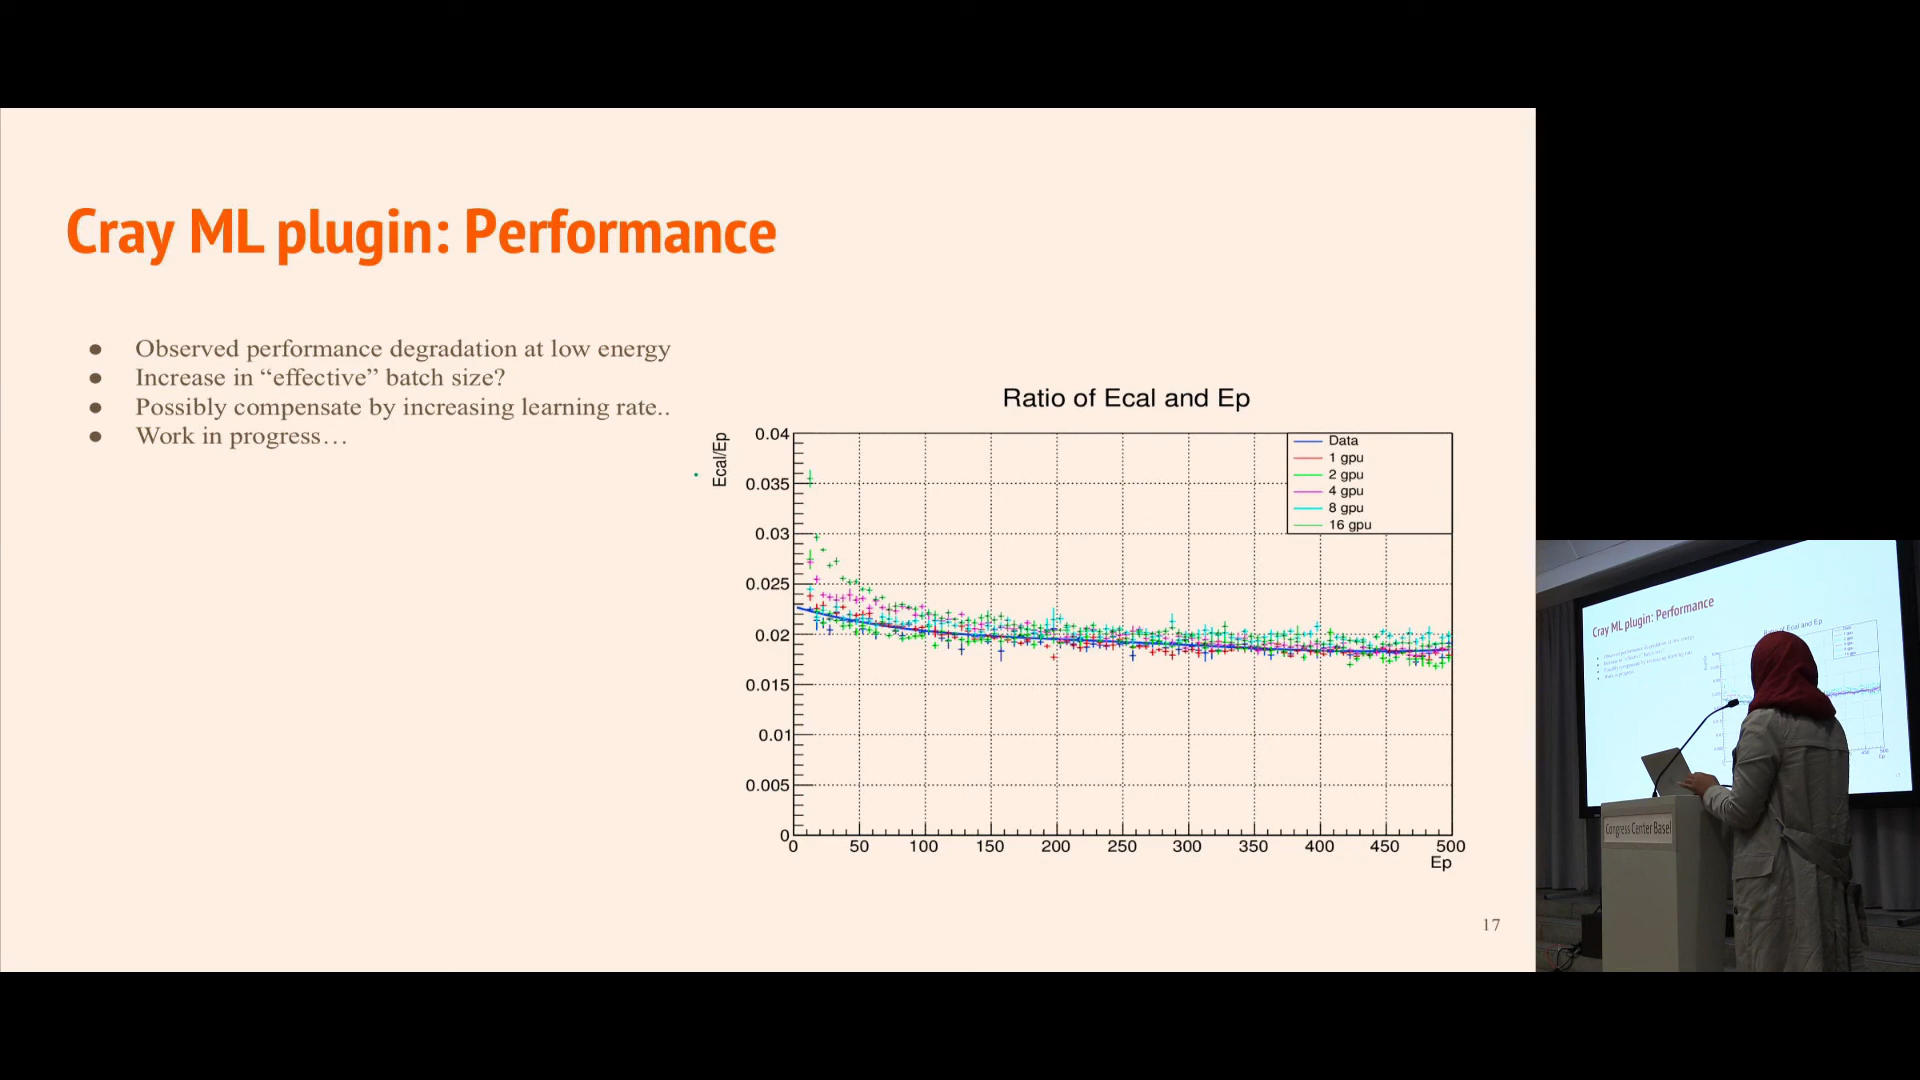 Cray ML plugin: Performance
● Observed performance degradation at low energy
● Increase in “effective” batch size?
● Possibly compensate by increasing learning rate..
● Work in progress…
Ratio of Ecal and Ep
Ecal/Ep
0.04
0.035
0.03
0.025
0.02
0.015
0.01
0.005
0
0 50 100 150 200 250 300 350 400 450 500
Ep
Data
1 gpu
2 gpu
4 gpu
8 gpu
16 gpu
17
Cray ML plugin: Performance
Congress Center Basel